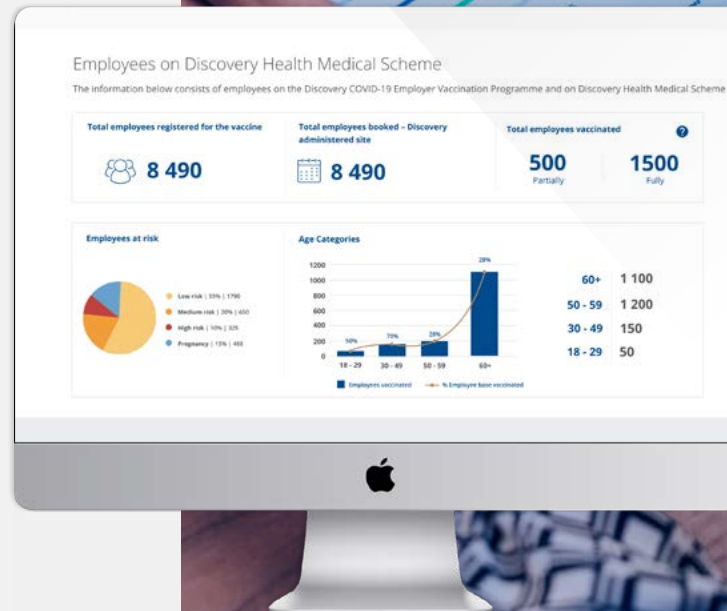 Employees on Discovery Health Medical Scheme
The information below consists of employees on the Discovery COVID-19 Employer Vaccination Programme and on Discovery Health Medical Scheme
Total employees registered for the vaccine
8 490
Total employees booked – Discovery
administered site
8 490
Total employees vaccinated
?
500
Partially
1500
Fully
Employees at risk
Low risk | 55% | 1790
Medium risk | 20% | 650
High risk | 10% | 325
Pregnancy | 15% | 488
Age Categories
1200
1000
800
600
400
200
0
50%
75%
28%
28%
18 - 29
30 - 49
50 - 59
60+
Employees vaccinated
% Employee base vaccinated
60+ 1 100
50 - 59 1 200
30 - 49 150
18 - 29 50